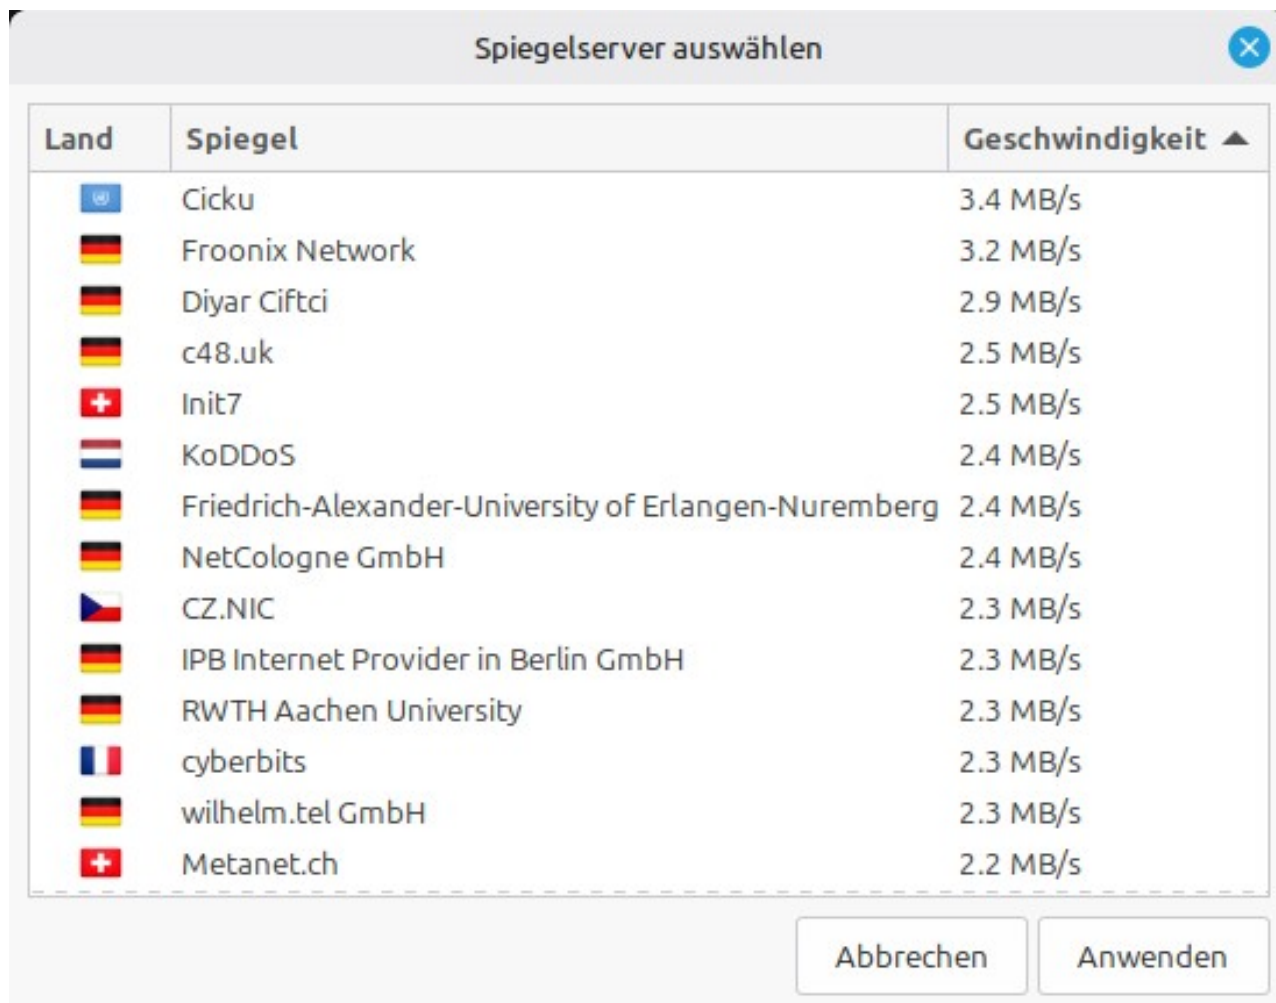 Spiegelserver auswählen
Land Spiegel Geschwindigkeit
Cicku 3.4 MB/s
Froonix Network 3.2 MB/s
Diyar Ciftci 2.9 MB/s
c48.uk 2.5 MB/s
Init7 2.5 MB/s
KoDDoS 2.4 MB/s
Friedrich-Alexander-University of Erlangen-Nuremberg 2.4 MB/s
NetCologne GmbH 2.4 MB/s
CZ.NIC 2.3 MB/s
IPB Internet Provider in Berlin GmbH 2.3 MB/s
RWTH Aachen University 2.3 MB/s
cyberbits 2.3 MB/s
wilhelm.tel GmbH 2.3 MB/s
Metanet.ch 2.2 MB/s
Abbrechen Anwenden